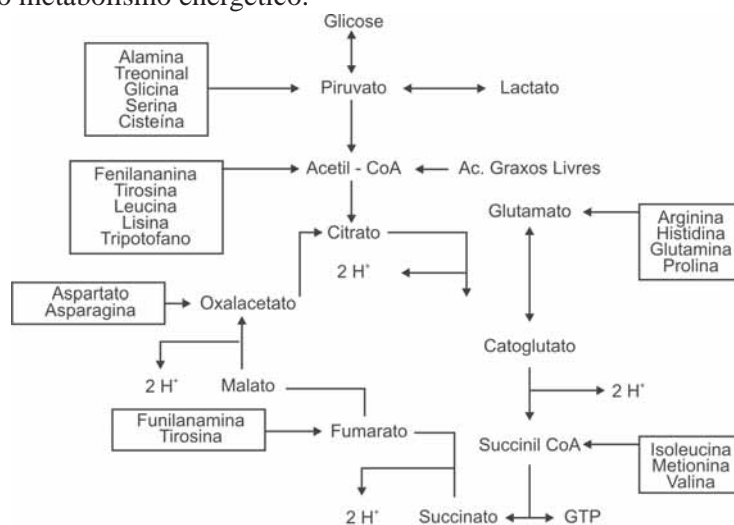 o metabolismo energético.
Glicose
Alamina
Treoninal
Glicina
Serina
Cisteína
Piruvato
Lactato
Fenilananina
Tirosina
Leucina
Lisina
Tripotofano
Acetil - CoA
Ac. Graxos Livres
Glutamato
Arginina
Histidina
Glutamina
Prolina
Citrato
2 H+
Aspartato
Asparagina
Oxalacetato
Catoglutato
2 H+
Malato
2 H+
Funilanamina
Tirosina
Fumarato
Succinil CoA
Isoleucina
Metionina
Valina
2 H+
Succinato
GTP